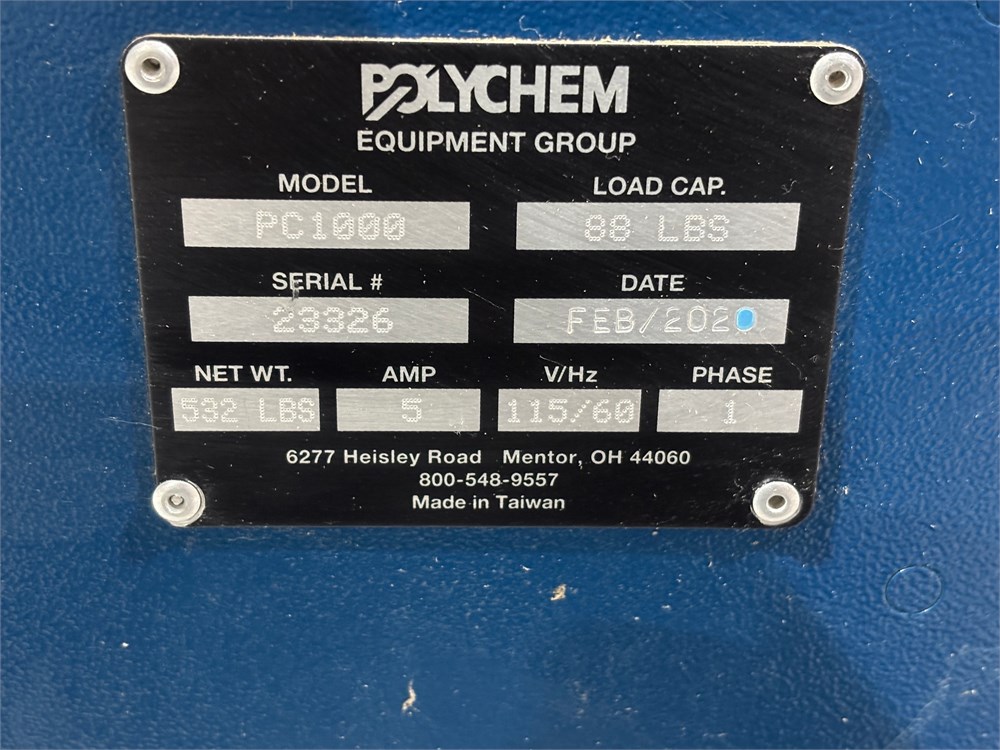 POLYCHEM
EQUIPMENT GROUP
MODEL LOAD CAP.
PC1000 88 LBS
SERIAL # DATE
23326 FEB/2020
NET WT. AMP V/Hz PHASE
532 LBS 5 115/60 1
6277 Heisley Road Mentor, OH 44060
800-548-9557
Made in Taiwan